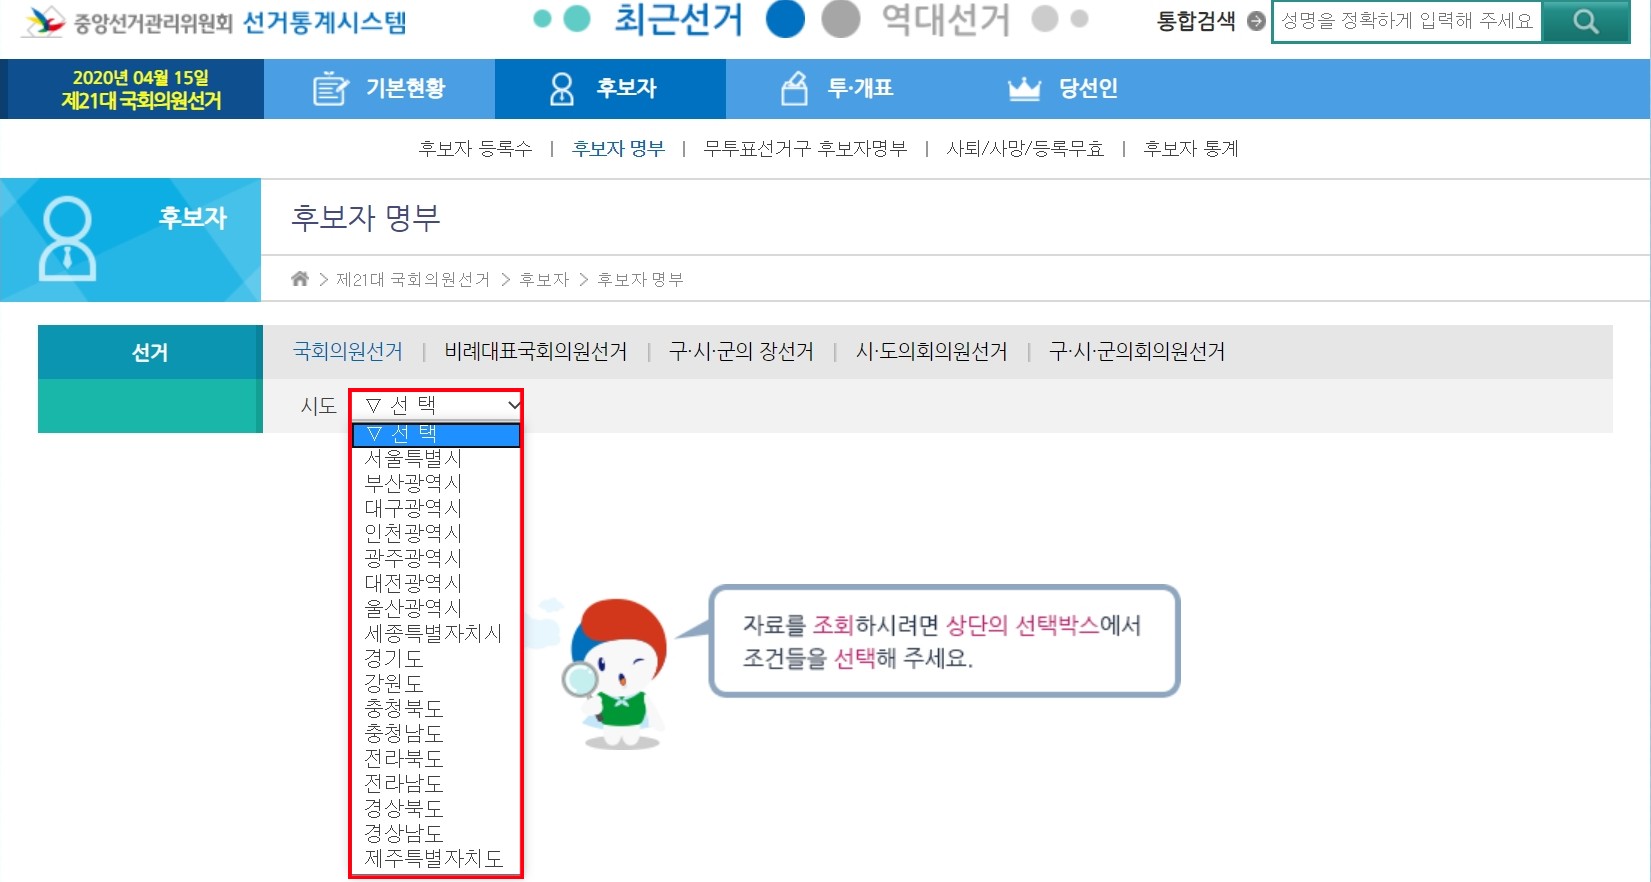 중앙선거관리위원회 선거통계시스템
최근선거
역대선거
통합검색
성명을 정확하게 입력해 주세요
2020년 04월 15일
제21대 국회의원선거
기본현황
후보자
투·개표
당선인
후보자 등록수 | 후보자 명부 | 무투표선거구 후보자명부 | 사퇴/사망/등록무효 | 후보자 통계
후보자
후보자 명부
> 제21대 국회의원선거 > 후보자 > 후보자 명부
선거
국회의원선거 | 비례대표국회의원선거 | 구·시·군의 장선거 | 시·도의회의원선거 | 구·시·군의회의원선거
시도
▽ 선 택
▽ 선 택
서울특별시
부산광역시
대구광역시
인천광역시
광주광역시
대전광역시
울산광역시
세종특별자치시
경기도
강원도
충청북도
충청남도
전라북도
전라남도
경상북도
경상남도
제주특별자치도
자료를 조회하시려면 상단의 선택박스에서
조건들을 선택해 주세요.